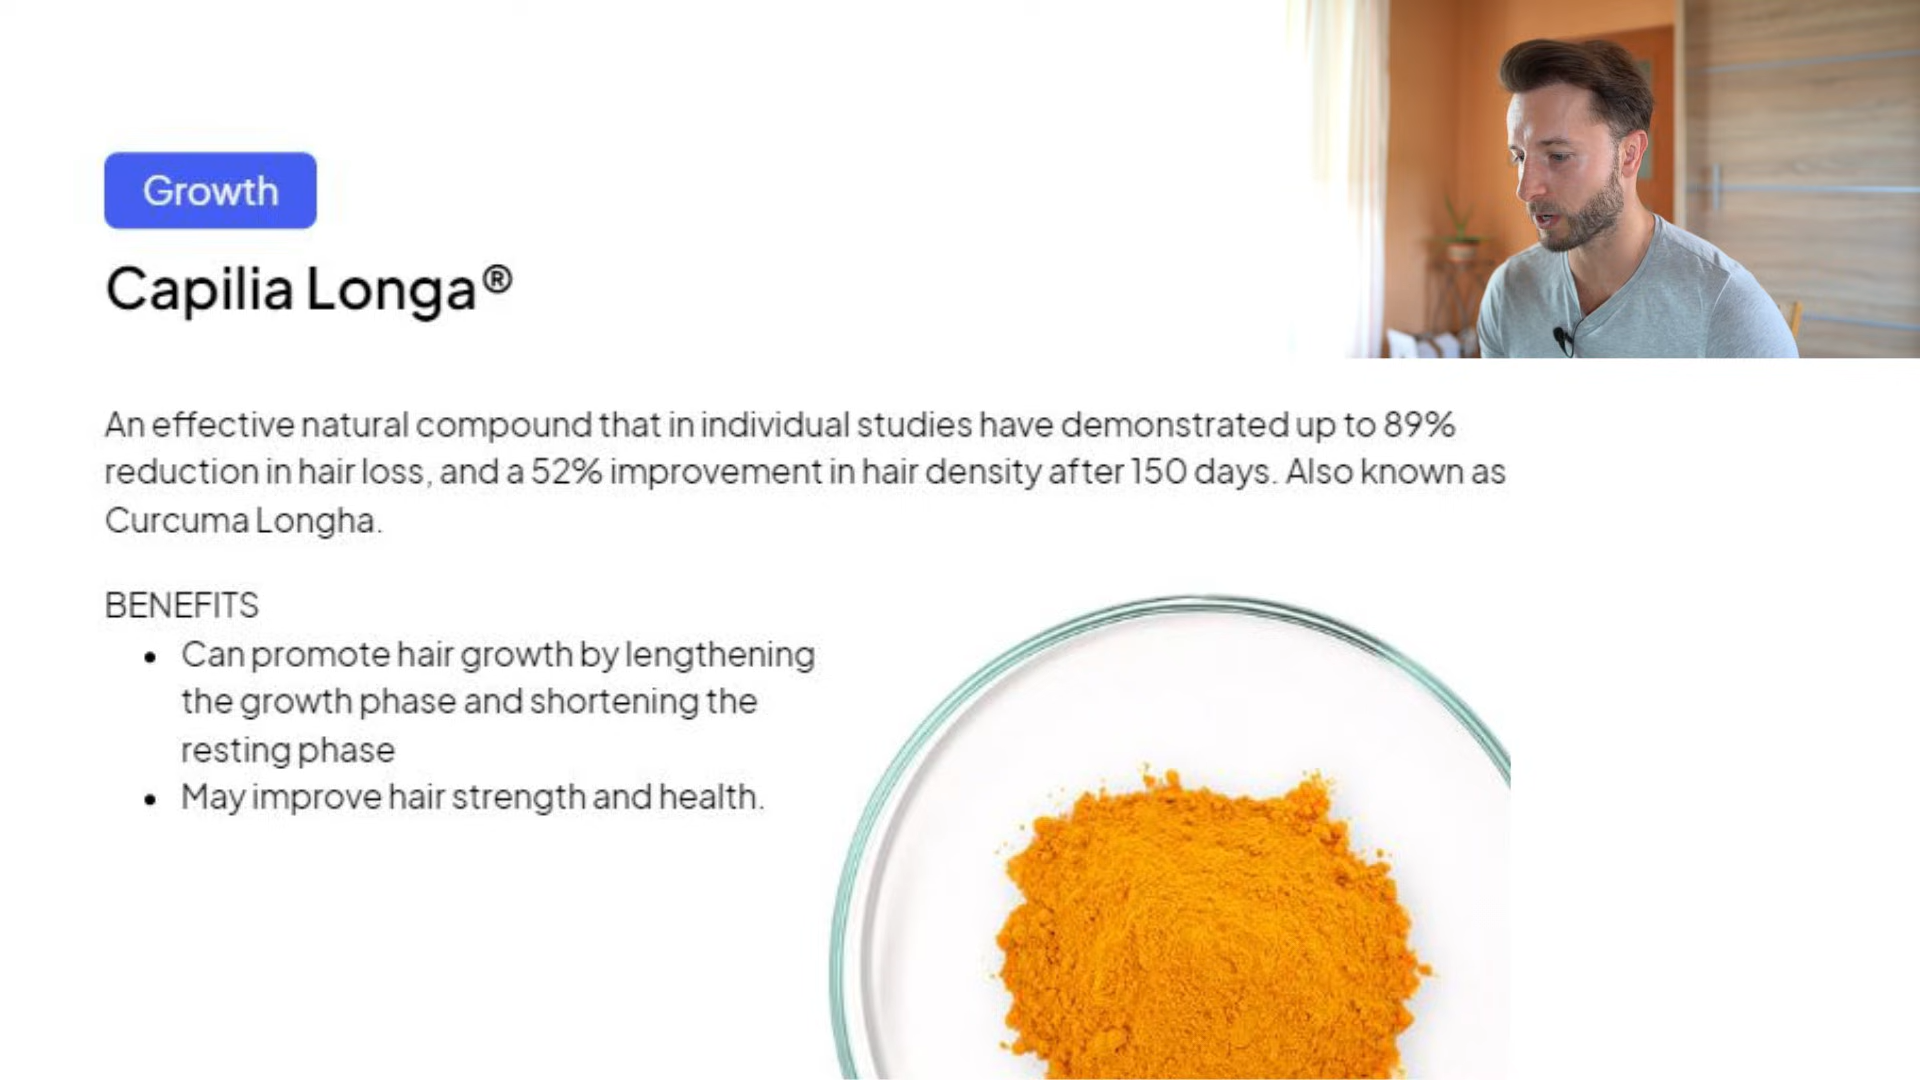 Growth
Capilia Longa®
An effective natural compound that in individual studies have demonstrated up to 89%
reduction in hair loss, and a 52% improvement in hair density after 150 days. Also known as
Curcuma Longha.
BENEFITS
• Can promote hair growth by lengthening
the growth phase and shortening the
resting phase
• May improve hair strength and health.